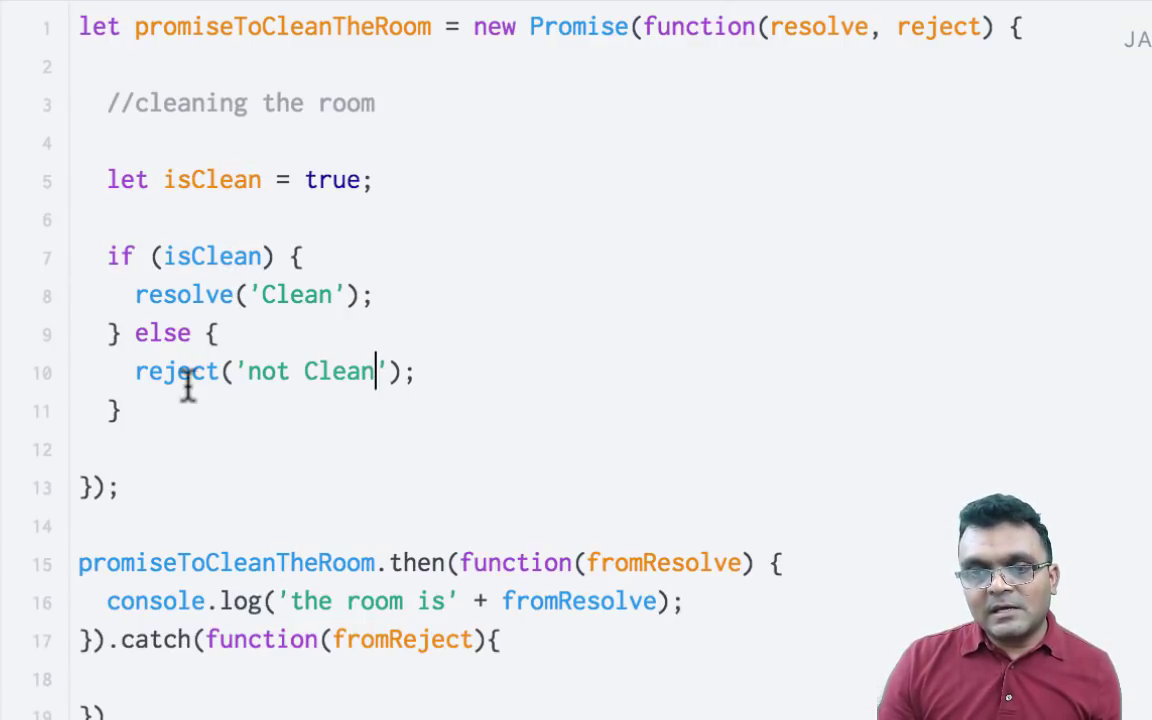 1 let promiseToCleanTheRoom = new Promise(function(resolve, reject) {
JA
2
3 //cleaning the room
4
5 let isClean = true;
6
7 if (isClean) {
8 resolve('Clean');
9 } else {
10 reject('not Clean');
11 }
12
13 });
14
15 promiseToCleanTheRoom.then(function(fromResolve) {
16 console.log('the room is' + fromResolve);
17 }).catch(function(fromReject){
18
19 })